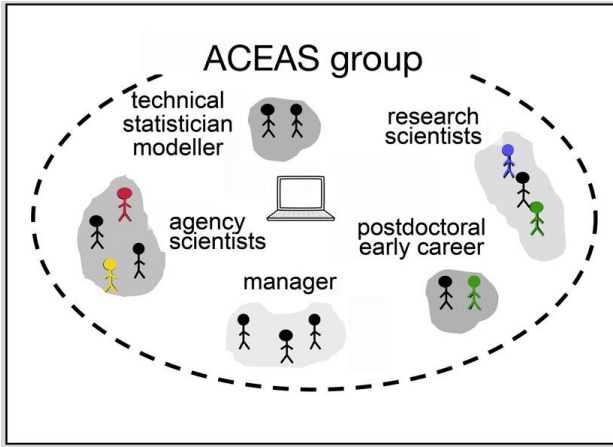 ACEAS group
technical
statistician
modeller
research
scientists
agency
scientists
postdoctoral
early career
manager